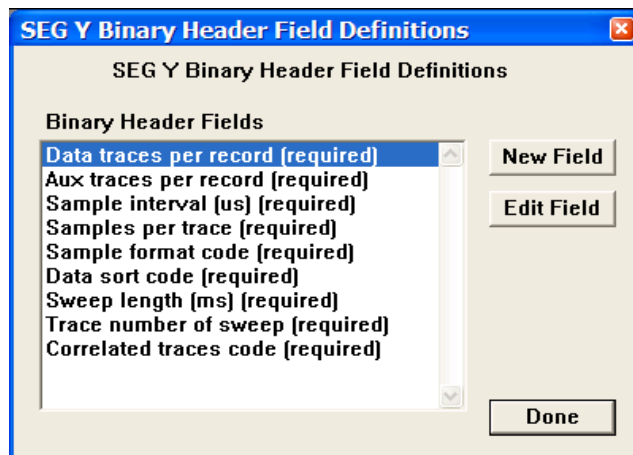 SEG Y Binary Header Field Definitions
SEG Y Binary Header Field Definitions
Binary Header Fields
Data traces per record (required)
Aux traces per record (required)
Sample interval (us) (required)
Samples per trace (required)
Sample format code (required)
Data sort code (required)
Sweep length (ms) (required)
Trace number of sweep (required)
Correlated traces code (required)
New Field
Edit Field
Done